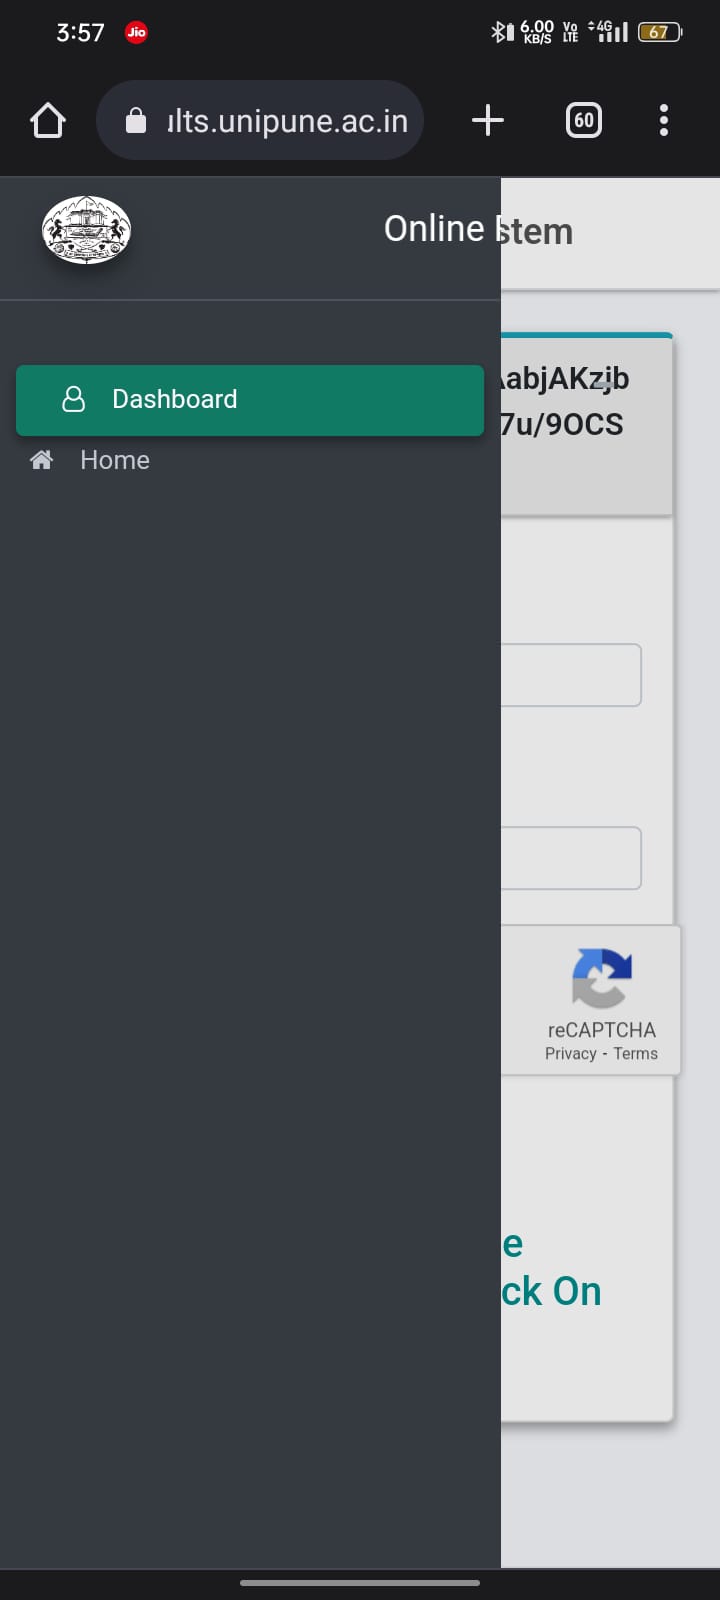 3:57
Jio
6.00
KB/S
Vo
LTE
4G
67
ılts.unipune.ac.in
60
Online
stem
Dashboard
Home
abjAKzjb
7u/9OCS
reCAPTCHA
Privacy - Terms
e
ck On